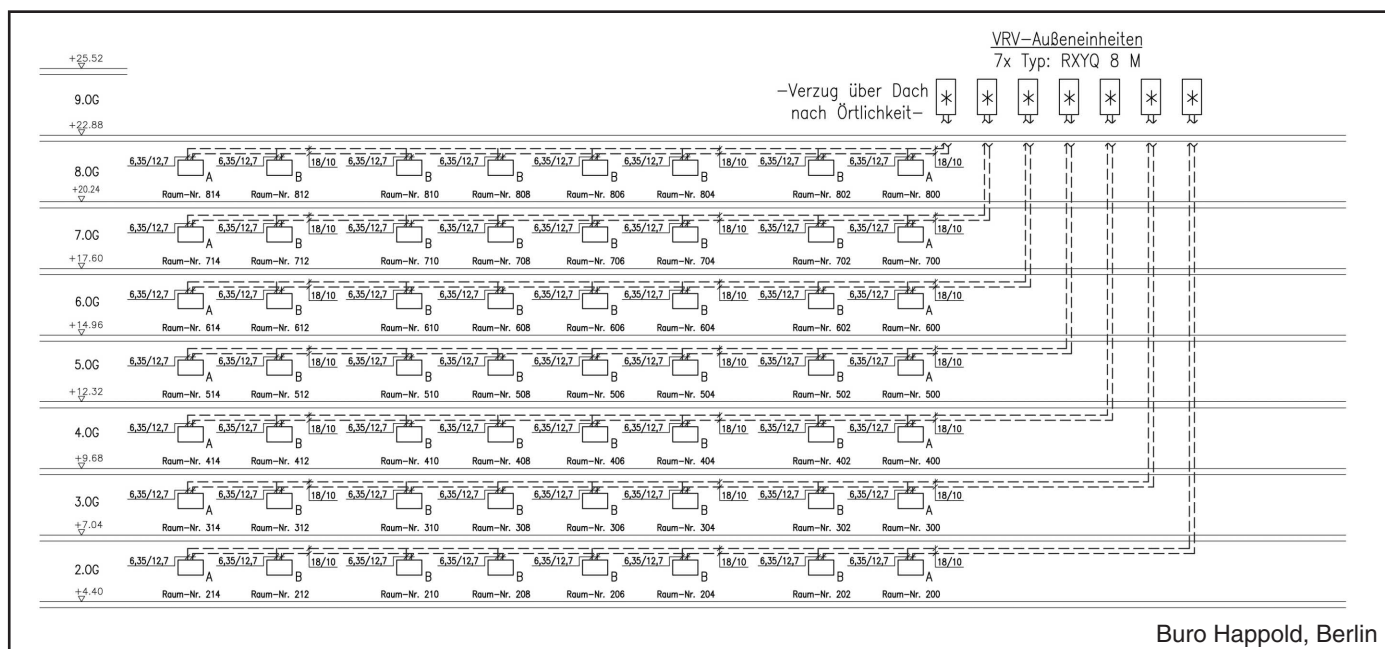 VRV-Außeneinheiten
7x Typ: RXYQ 8 M
-Verzug über Dach
nach Örtlichkeit-
+25.52
9.OG
+22.88
6,35/12,7 6,35/12,7 18/10 6,35/12,7 6,35/12,7 6,35/12,7 6,35/12,7 18/10 6,35/12,7 6,35/12,7 18/10
8.OG A B B B B B B A
+20.24 Raum-Nr. 814 Raum-Nr. 812 Raum-Nr. 810 Raum-Nr. 808 Raum-Nr. 806 Raum-Nr. 804 Raum-Nr. 802 Raum-Nr. 800
6,35/12,7 6,35/12,7 18/10 6,35/12,7 6,35/12,7 6,35/12,7 6,35/12,7 18/10 6,35/12,7 6,35/12,7 18/10
7.OG A B B B B B B A
+17.60 Raum-Nr. 714 Raum-Nr. 712 Raum-Nr. 710 Raum-Nr. 708 Raum-Nr. 706 Raum-Nr. 704 Raum-Nr. 702 Raum-Nr. 700
6,35/12,7 6,35/12,7 18/10 6,35/12,7 6,35/12,7 6,35/12,7 6,35/12,7 18/10 6,35/12,7 6,35/12,7 18/10
6.OG A B B B B B B A
+14.96 Raum-Nr. 614 Raum-Nr. 612 Raum-Nr. 610 Raum-Nr. 608 Raum-Nr. 606 Raum-Nr. 604 Raum-Nr. 602 Raum-Nr. 600
6,35/12,7 6,35/12,7 18/10 6,35/12,7 6,35/12,7 6,35/12,7 6,35/12,7 18/10 6,35/12,7 6,35/12,7 18/10
5.OG A B B B B B B A
+12.32 Raum-Nr. 514 Raum-Nr. 512 Raum-Nr. 510 Raum-Nr. 508 Raum-Nr. 506 Raum-Nr. 504 Raum-Nr. 502 Raum-Nr. 500
6,35/12,7 6,35/12,7 18/10 6,35/12,7 6,35/12,7 6,35/12,7 6,35/12,7 18/10 6,35/12,7 6,35/12,7 18/10
4.OG A B B B B B B A
+9.68 Raum-Nr. 414 Raum-Nr. 412 Raum-Nr. 410 Raum-Nr. 408 Raum-Nr. 406 Raum-Nr. 404 Raum-Nr. 402 Raum-Nr. 400
6,35/12,7 6,35/12,7 18/10 6,35/12,7 6,35/12,7 6,35/12,7 6,35/12,7 18/10 6,35/12,7 6,35/12,7 18/10
3.OG A B B B B B B A
+7.04 Raum-Nr. 314 Raum-Nr. 312 Raum-Nr. 310 Raum-Nr. 308 Raum-Nr. 306 Raum-Nr. 304 Raum-Nr. 302 Raum-Nr. 300
6,35/12,7 6,35/12,7 18/10 6,35/12,7 6,35/12,7 6,35/12,7 6,35/12,7 18/10 6,35/12,7 6,35/12,7 18/10
2.OG A B B B B B B A
+4.40 Raum-Nr. 214 Raum-Nr. 212 Raum-Nr. 210 Raum-Nr. 208 Raum-Nr. 206 Raum-Nr. 204 Raum-Nr. 202 Raum-Nr. 200
Buro Happold, Berlin